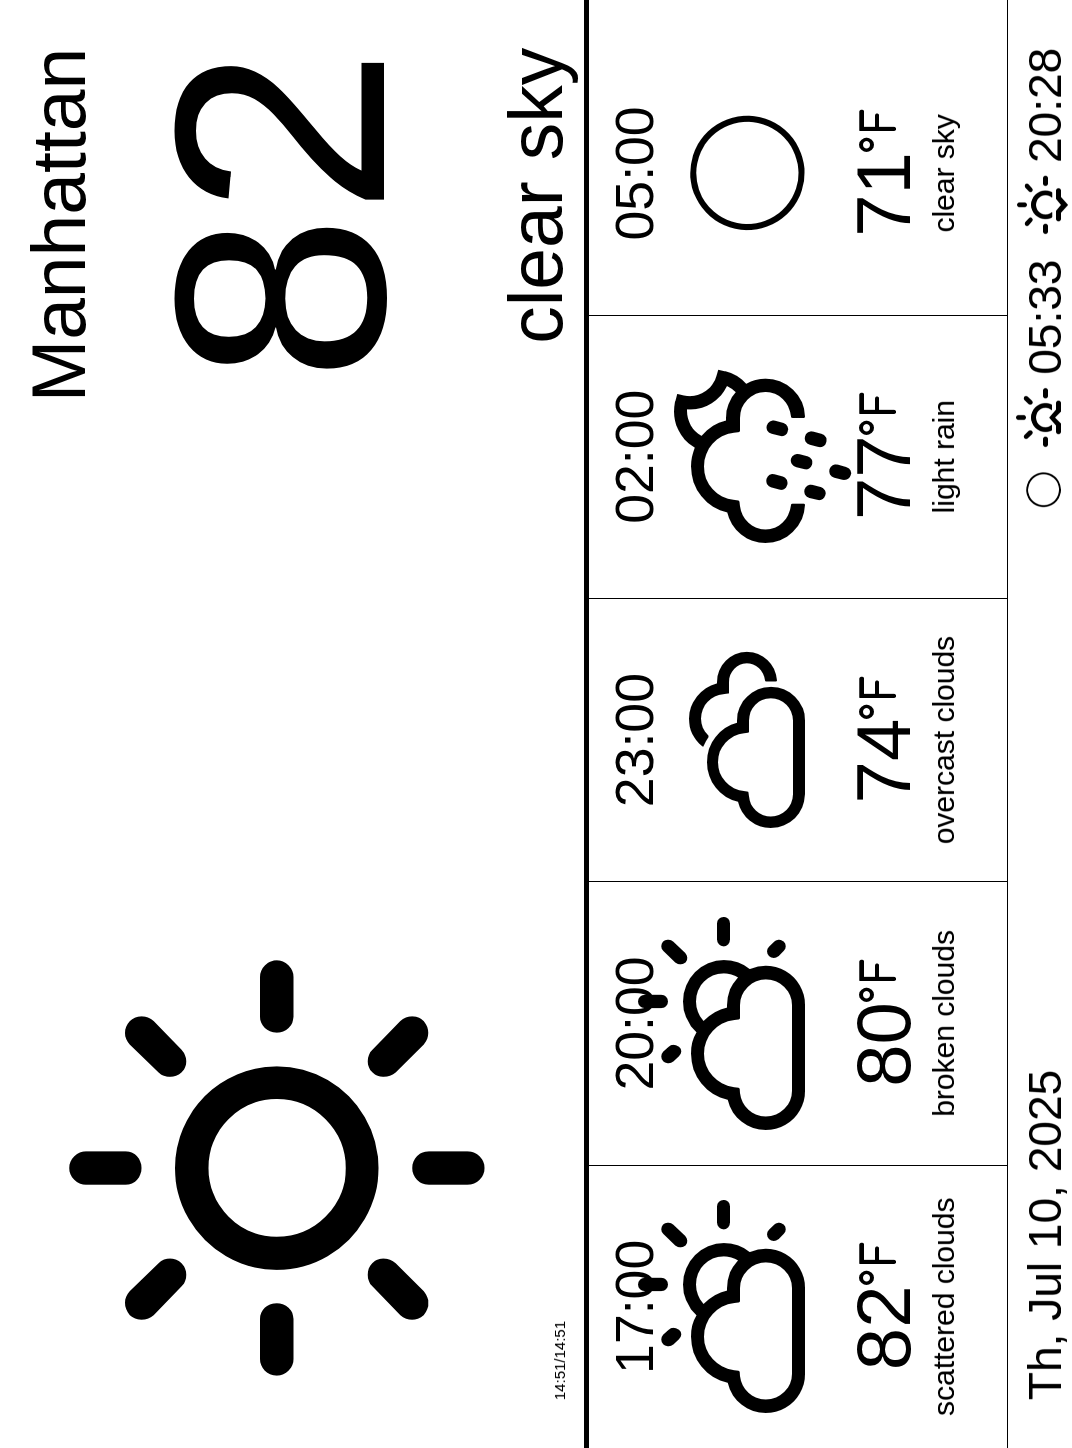 Manhattan
82
clear sky
14:51/14:51
17:00
82°F
scattered clouds
20:00
80°F
broken clouds
23:00
74°F
overcast clouds
02:00
77°F
light rain
05:00
71°F
clear sky
Th, Jul 10, 2025
05:33
20:28